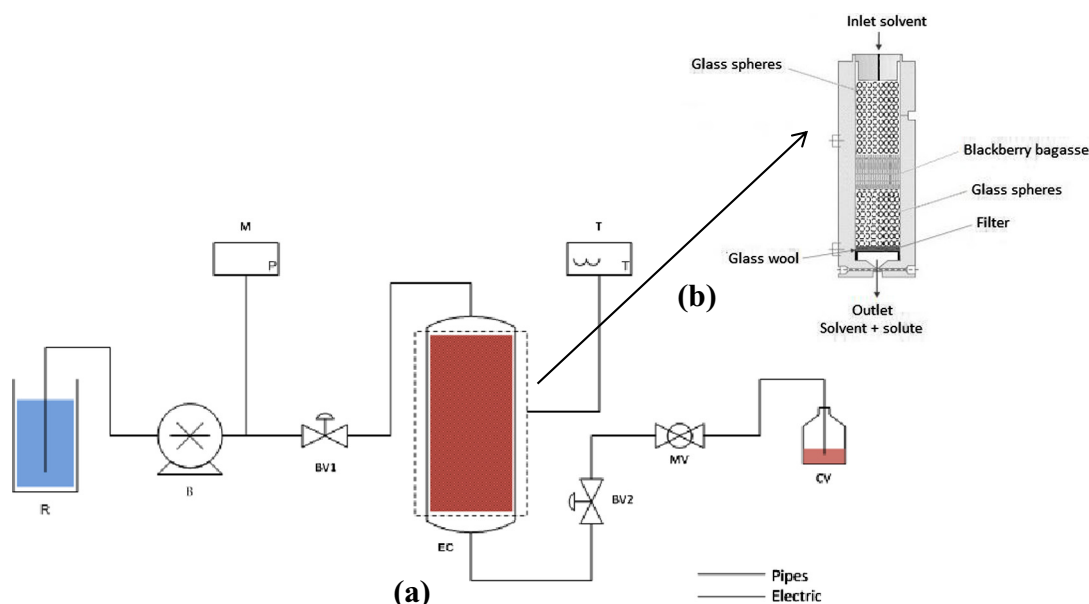 Inlet solvent
Glass spheres
Blackberry bagasse
Glass spheres
Filter
Glass wool
(b)
Outlet
Solvent + solute
M
P
T
T
R
B
BV1
EC
BV2
MV
CV
(a)
Pipes
Electric